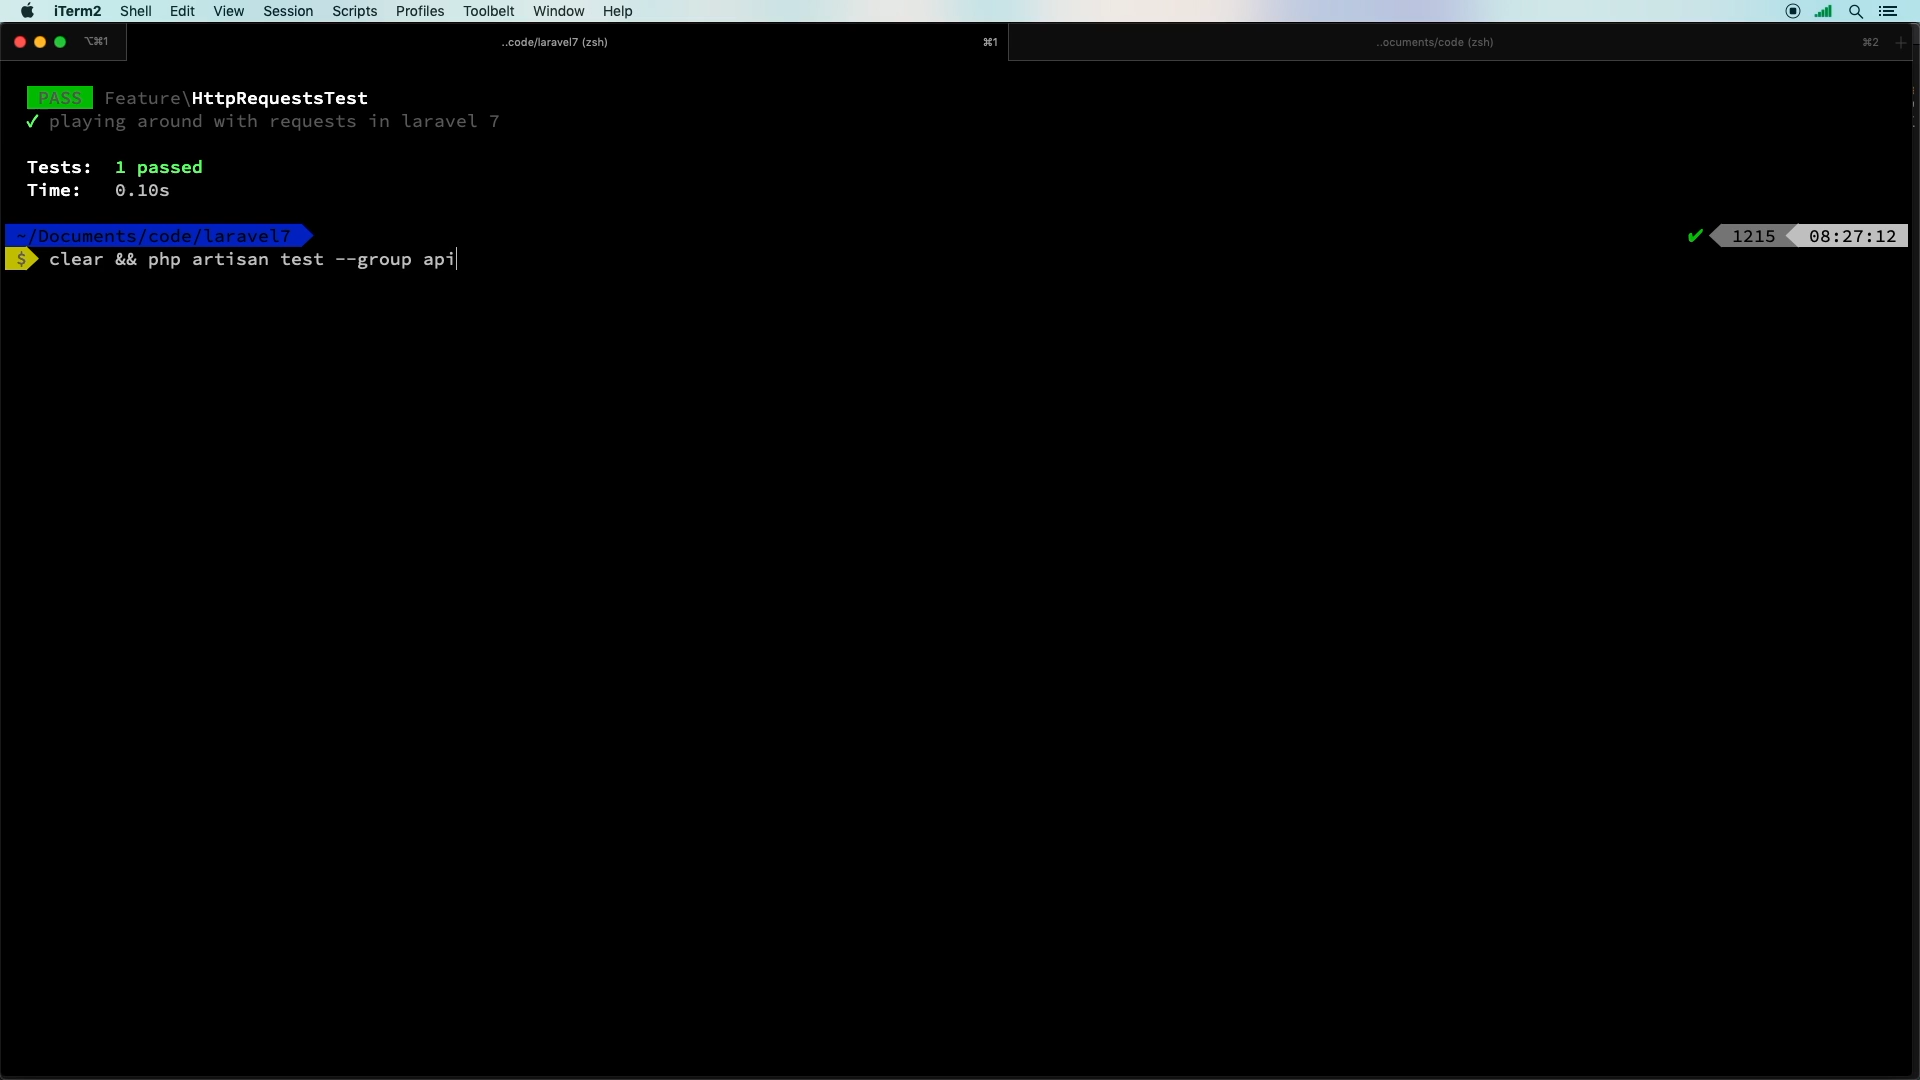 iTerm2 Shell Edit View Session Scripts Profiles Toolbelt Window Help
⌥⌘1 ..code/laravel7 (zsh) ⌘1 ..ocuments/code (zsh) ⌘2 +
PASS Feature\HttpRequestsTest
✓ playing around with requests in laravel 7
Tests: 1 passed
Time: 0.10s
~/Documents/code/laravel7 ✔ 1215 08:27:12
$ clear && php artisan test --group api